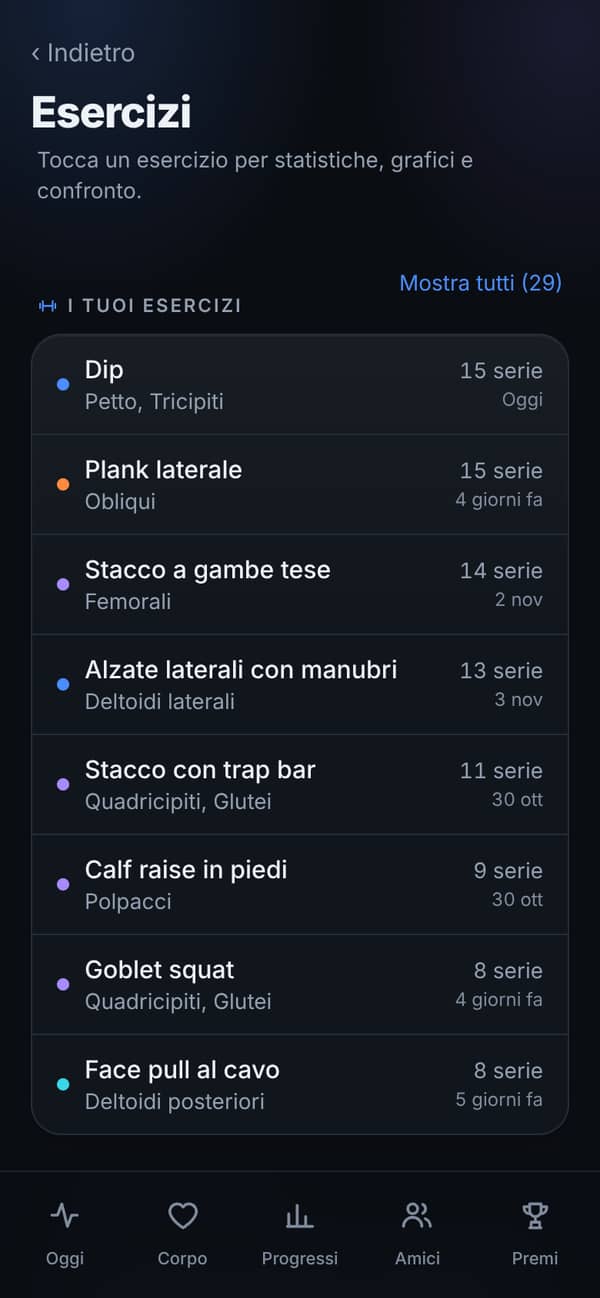 ‹ Indietro
Esercizi
Tocca un esercizio per statistiche, grafici e
confronto.
Mostra tutti (29)
I TUOI ESERCIZI
Dip
15 serie
Petto, Tricipiti
Oggi
Plank laterale
15 serie
Obliqui
4 giorni fa
Stacco a gambe tese
14 serie
Femorali
2 nov
Alzate laterali con manubri
13 serie
Deltoidi laterali
3 nov
Stacco con trap bar
11 serie
Quadricipiti, Glutei
30 ott
Calf raise in piedi
9 serie
Polpacci
30 ott
Goblet squat
8 serie
Quadricipiti, Glutei
4 giorni fa
Face pull al cavo
8 serie
Deltoidi posteriori
5 giorni fa
Oggi
Corpo
Progressi
Amici
Premi